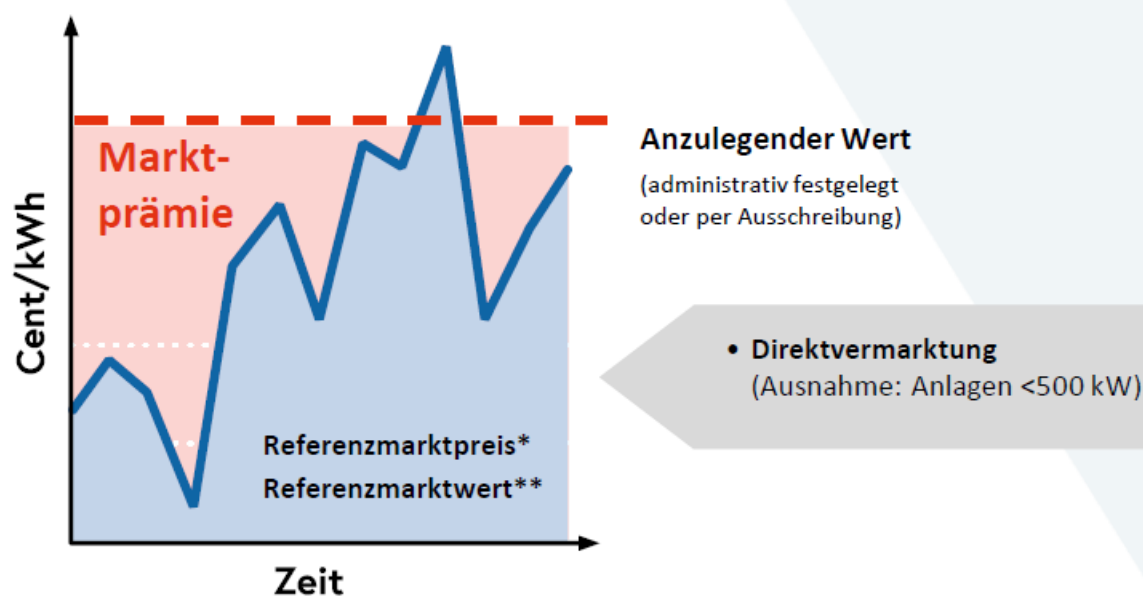 Cent/kWh
Markt-
prämie
Referenzmarktpreis*
Referenzmarktwert**
Zeit
Anzulegender Wert
(administrativ festgelegt
oder per Ausschreibung)
• Direktvermarktung
(Ausnahme: Anlagen <500 kW)